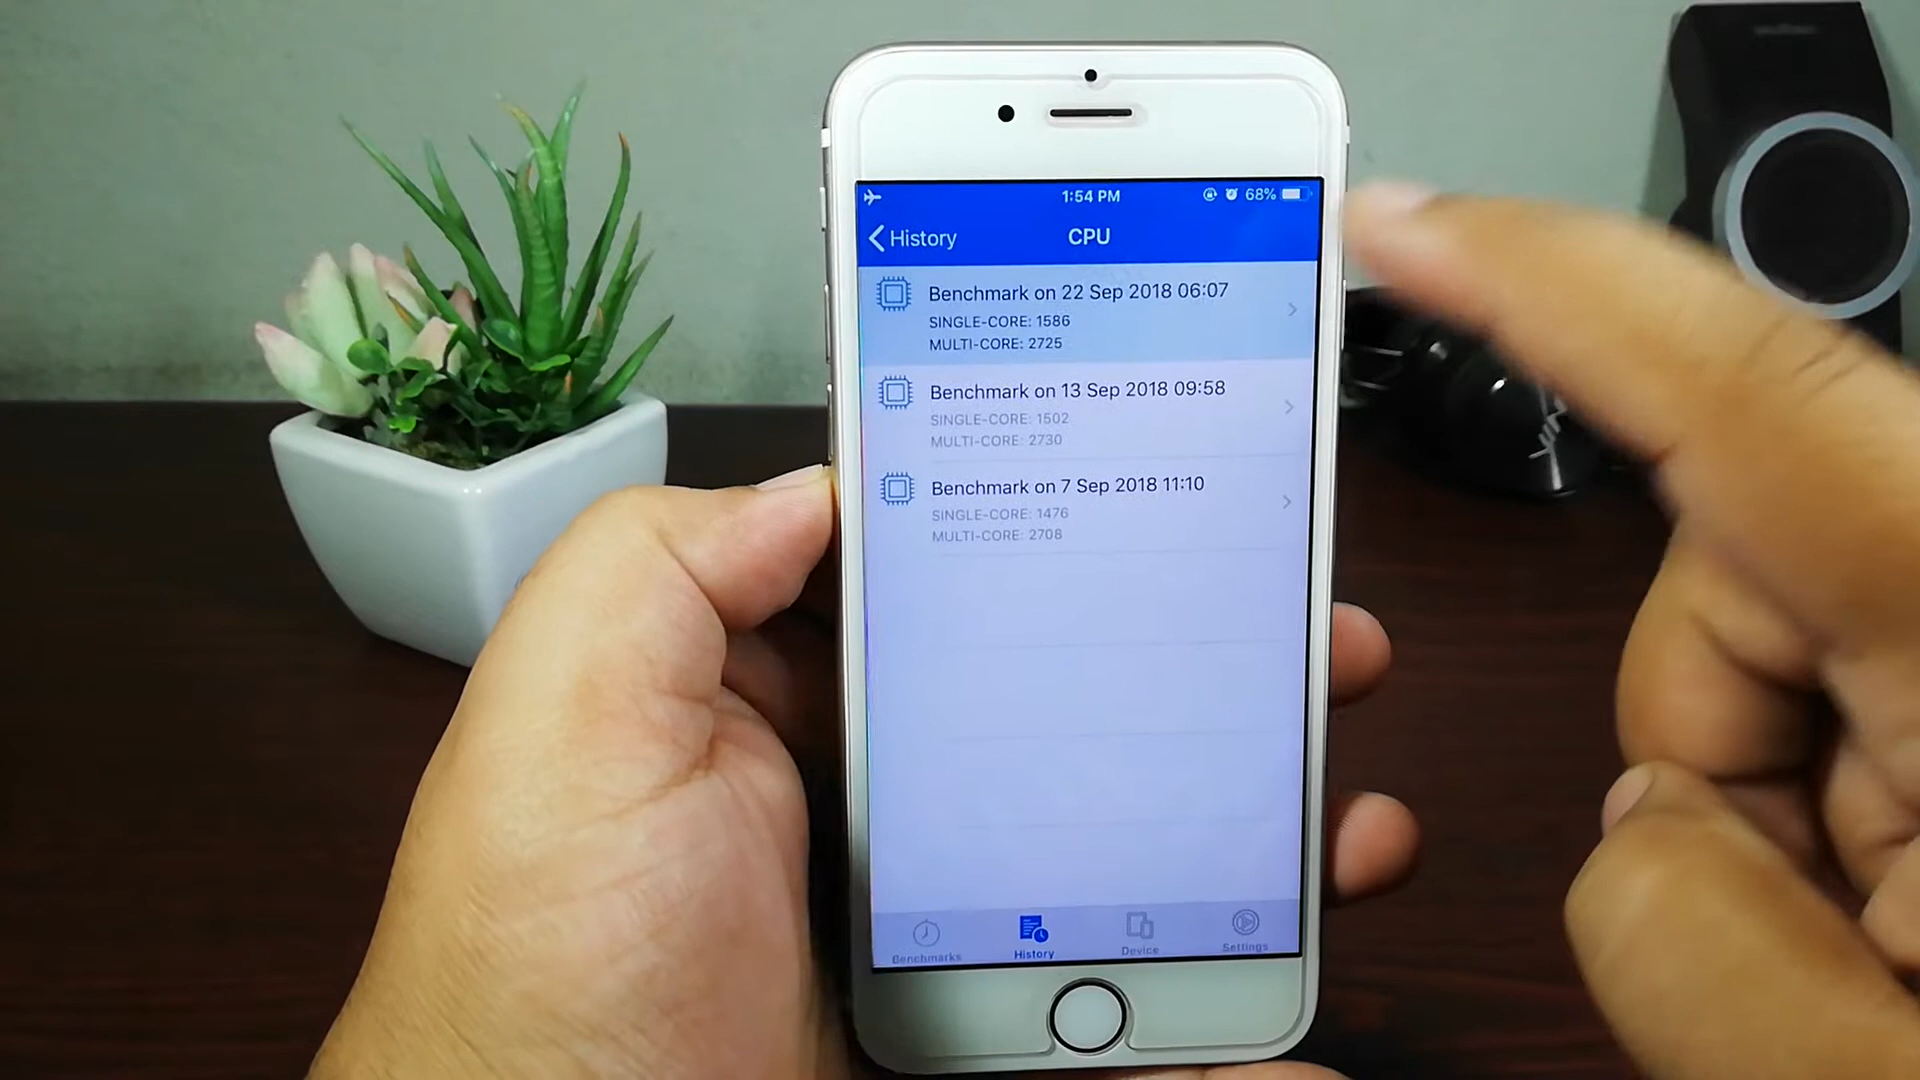 1:54 PM 68%
History CPU
Benchmark on 22 Sep 2018 06:07
SINGLE-CORE: 1586
MULTI-CORE: 2725
Benchmark on 13 Sep 2018 09:58
SINGLE-CORE: 1502
MULTI-CORE: 2730
Benchmark on 7 Sep 2018 11:10
SINGLE-CORE: 1476
MULTI-CORE: 2708
Benchmarks History Device Settings